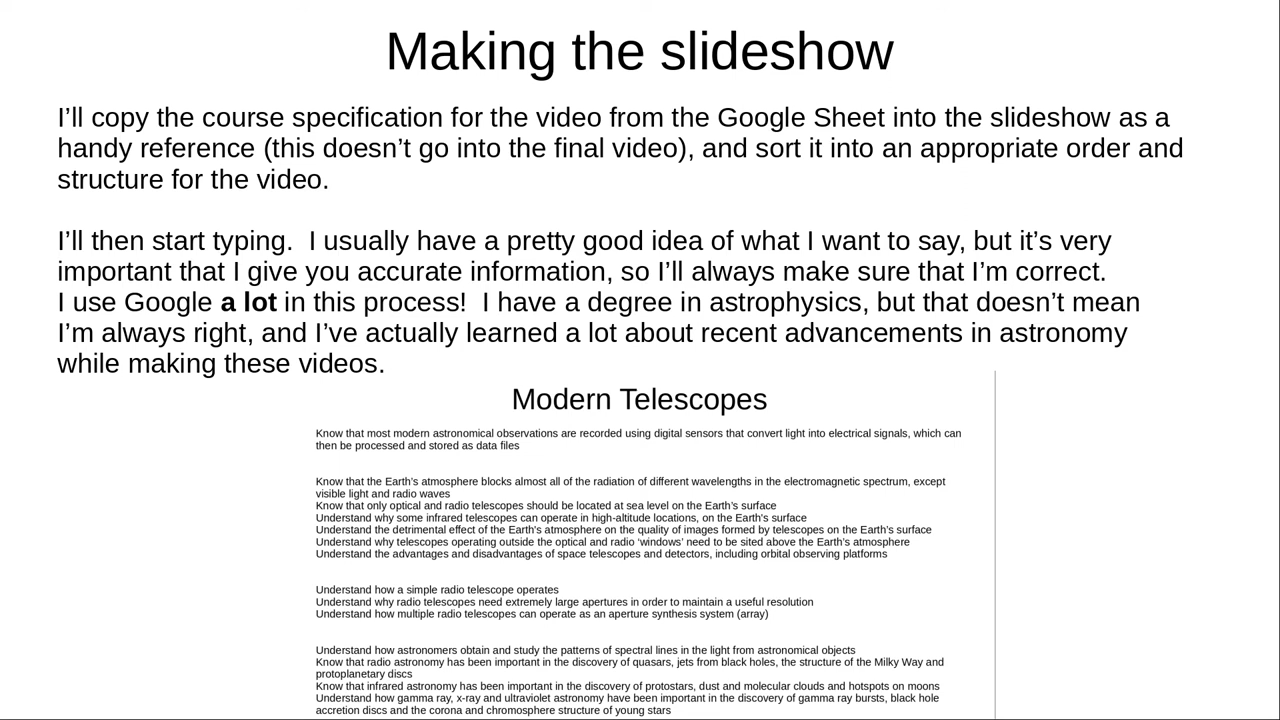 Making the slideshow
I’ll copy the course specification for the video from the Google Sheet into the slideshow as a
handy reference (this doesn’t go into the final video), and sort it into an appropriate order and
structure for the video.
I’ll then start typing.  I usually have a pretty good idea of what I want to say, but it’s very
important that I give you accurate information, so I’ll always make sure that I’m correct.
I use Google a lot in this process!  I have a degree in astrophysics, but that doesn’t mean
I’m always right, and I’ve actually learned a lot about recent advancements in astronomy
while making these videos.
Modern Telescopes
Know that most modern astronomical observations are recorded using digital sensors that convert light into electrical signals, which can
then be processed and stored as data files
Know that the Earth’s atmosphere blocks almost all of the radiation of different wavelengths in the electromagnetic spectrum, except
visible light and radio waves
Know that only optical and radio telescopes should be located at sea level on the Earth’s surface
Understand why some infrared telescopes can operate in high-altitude locations, on the Earth’s surface
Understand the detrimental effect of the Earth's atmosphere on the quality of images formed by telescopes on the Earth’s surface
Understand why telescopes operating outside the optical and radio ‘windows’ need to be sited above the Earth’s atmosphere
Understand the advantages and disadvantages of space telescopes and detectors, including orbital observing platforms
Understand how a simple radio telescope operates
Understand why radio telescopes need extremely large apertures in order to maintain a useful resolution
Understand how multiple radio telescopes can operate as an aperture synthesis system (array)
Understand how astronomers obtain and study the patterns of spectral lines in the light from astronomical objects
Know that radio astronomy has been important in the discovery of quasars, jets from black holes, the structure of the Milky Way and
protoplanetary discs
Know that infrared astronomy has been important in the discovery of protostars, dust and molecular clouds and hotspots on moons
Understand how gamma ray, x-ray and ultraviolet astronomy have been important in the discovery of gamma ray bursts, black hole
accretion discs and the corona and chromosphere structure of young stars